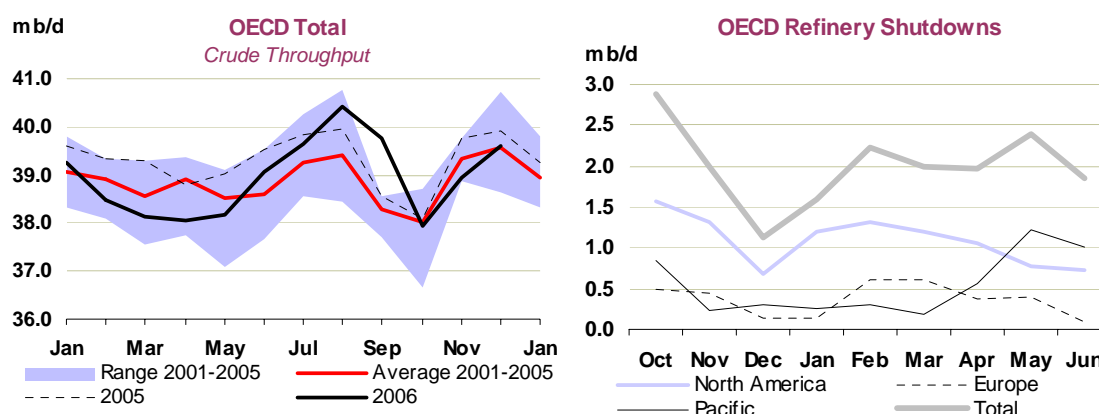 mb/d
OECD Total
Crude Throughput
41.0
40.0
39.0
38.0
37.0
36.0
Jan Mar May Jul Sep Nov Jan
Range 2001-2005
Average 2001-2005
2005
2006
OECD Refinery Shutdowns
mb/d
3.0
2.5
2.0
1.5
1.0
0.5
0.0
Oct Nov Dec Jan Feb Mar Apr May Jun
North America
Europe
Pacific
Total